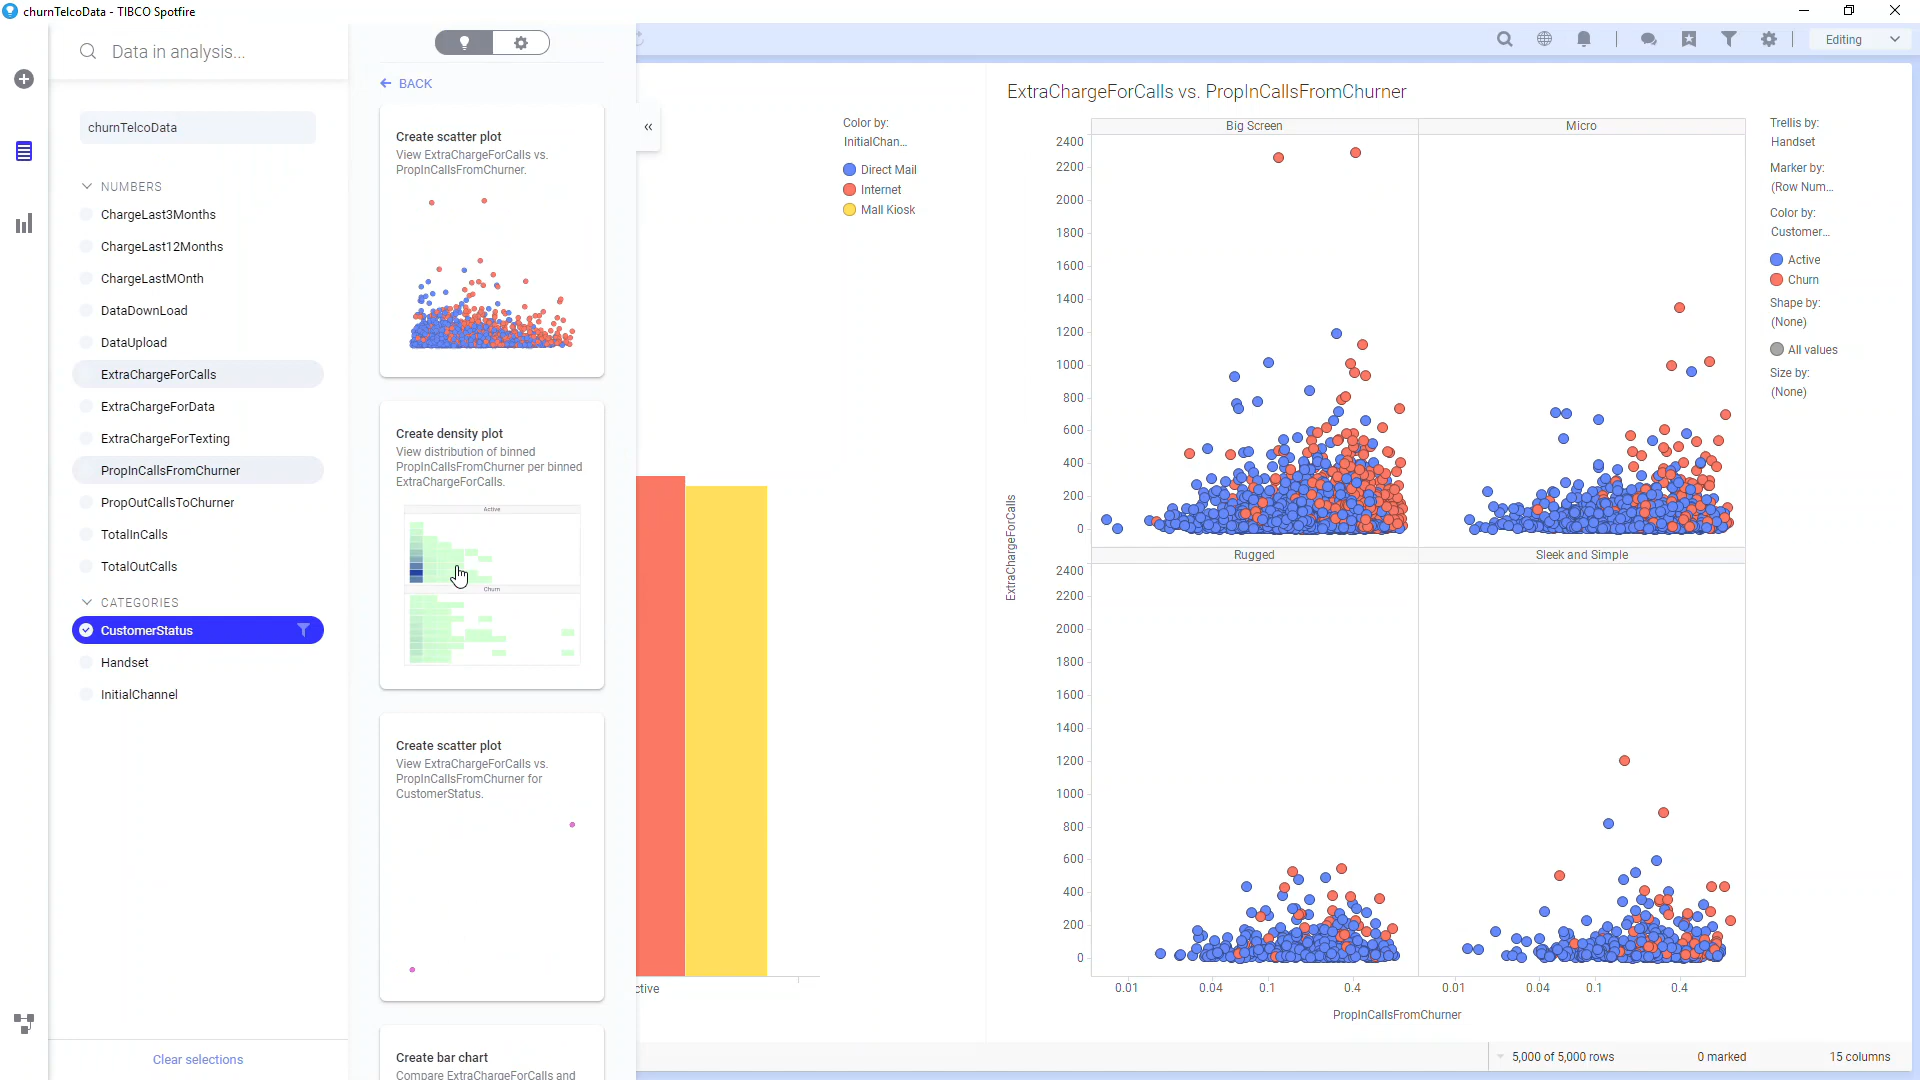 churnTelcoData - TIBCO Spotfire
Data in analysis...
Editing
BACK
churnTelcoData
NUMBERS
ChargeLast3Months
ChargeLast12Months
ChargeLastMOnth
DataDownLoad
DataUpload
ExtraChargeForCalls
ExtraChargeForData
ExtraChargeForTexting
PropInCallsFromChurner
PropOutCallsToChurner
TotalInCalls
TotalOutCalls
CATEGORIES
CustomerStatus
Handset
InitialChannel
Clear selections
Create scatter plot
View ExtraChargeForCalls vs.
PropInCallsFromChurner.
Create density plot
View distribution of binned
PropInCallsFromChurner per binned
ExtraChargeForCalls.
Active
Churn
Create scatter plot
View ExtraChargeForCalls vs.
PropInCallsFromChurner for
CustomerStatus.
Create bar chart
Compare ExtraChargeForCalls and
«
Color by:
InitialChan...
Direct Mail
Internet
Mall Kiosk
ctive
ExtraChargeForCalls vs. PropInCallsFromChurner
Big Screen
Micro
2400
2200
2000
1800
1600
1400
1200
1000
800
600
400
200
0
Rugged
Sleek and Simple
2400
2200
2000
1800
1600
1400
1200
1000
800
600
400
200
0
ExtraChargeForCalls
0.01 0.04 0.1 0.4 0.01 0.04 0.1 0.4
PropInCallsFromChurner
Trellis by:
Handset
Marker by:
(Row Num...
Color by:
Customer...
Active
Churn
Shape by:
(None)
All values
Size by:
(None)
5,000 of 5,000 rows
0 marked
15 columns